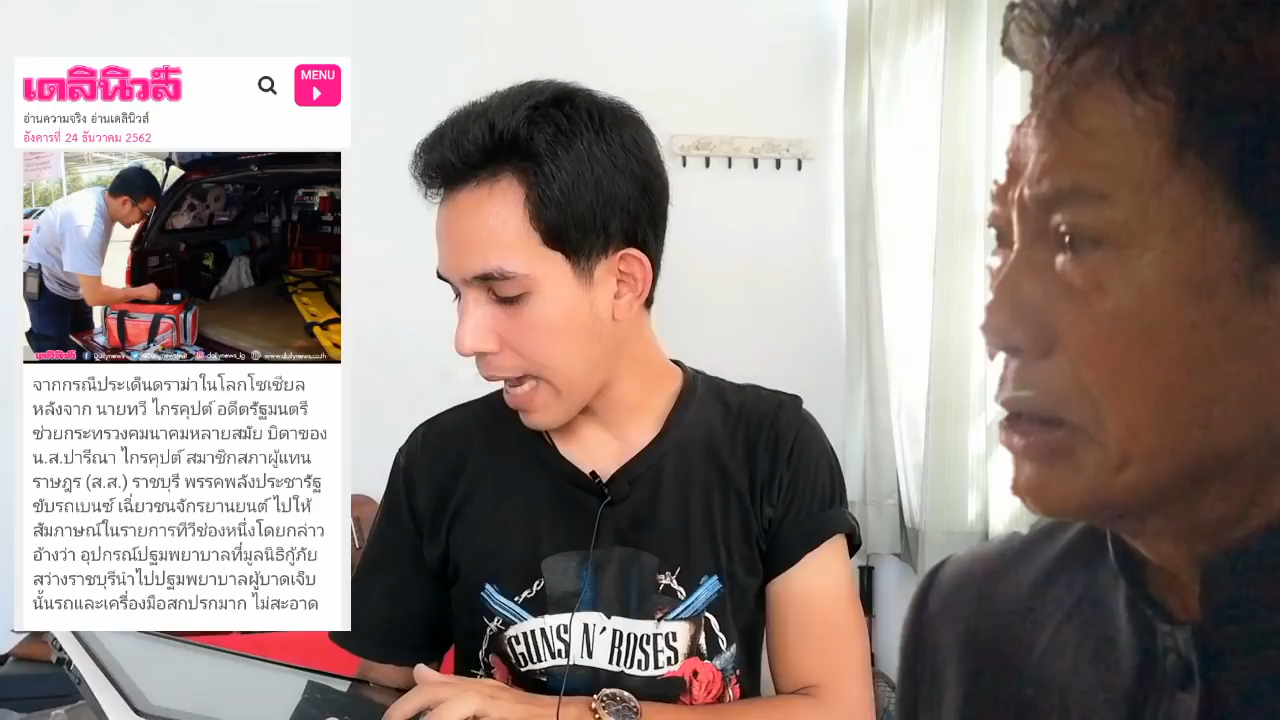 เดลินิวส์
MENU
อ่านความจริง อ่านเดลินิวส์
อังคารที่ 24 ธันวาคม 2562
เดลินิวส์ Dailynews @dailynews_ig www.dailynews.co.th
จากกรณีประเด็นดราม่าในโลกโซเชียล
หลังจาก นายทวี ไกรคุปต์ อดีตรัฐมนตรี
ช่วยกระทรวงคมนาคมหลายสมัย บิดาของ
น.ส.ปารีณา ไกรคุปต์ สมาชิกสภาผู้แทน
ราษฎร (ส.ส.) ราชบุรี พรรคพลังประชารัฐ
ขับรถเบนซ์ เฉี่ยวชนจักรยานยนต์ ไปให้
สัมภาษณ์ในรายการทีวีช่องหนึ่งโดยกล่าว
อ้างว่า อุปกรณ์ปฐมพยาบาลที่มูลนิธิกู้ภัย
สว่างราชบุรีนำไปปฐมพยาบาลผู้บาดเจ็บ
นั้นรถและเครื่องมือสกปรกมาก ไม่สะอาด
GUNS N' ROSES